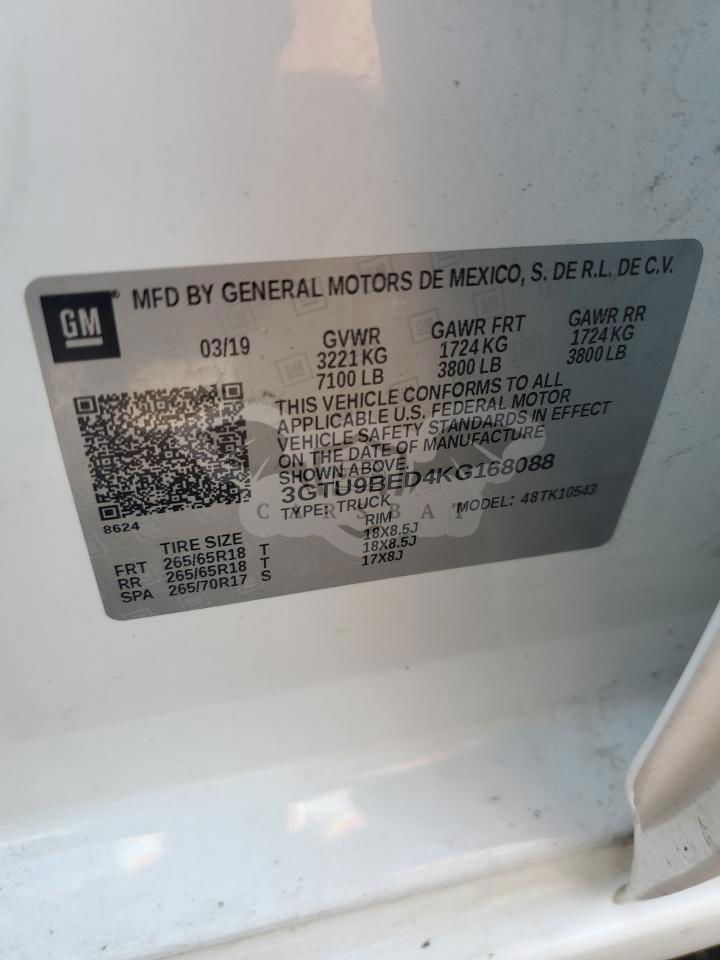 GM® MFD BY GENERAL MOTORS DE MEXICO, S. DE R.L. DE C.V.
03/19 GVWR GAWR FRT GAWR RR
3221 KG 1724 KG 1724 KG
7100 LB 3800 LB 3800 LB
THIS VEHICLE CONFORMS TO ALL
APPLICABLE U.S. FEDERAL MOTOR
VEHICLE SAFETY STANDARDS IN EFFECT
ON THE DATE OF MANUFACTURE
SHOWN ABOVE.
3GTU9BED4KG168088
TYPE: TRUCK MODEL: 48TK10543
CARSBAT
8624
TIRE SIZE RIM
FRT 265/65R18 T 18X8.5J
RR 265/65R18 T 18X8.5J
SPA 265/70R17 S 17X8J